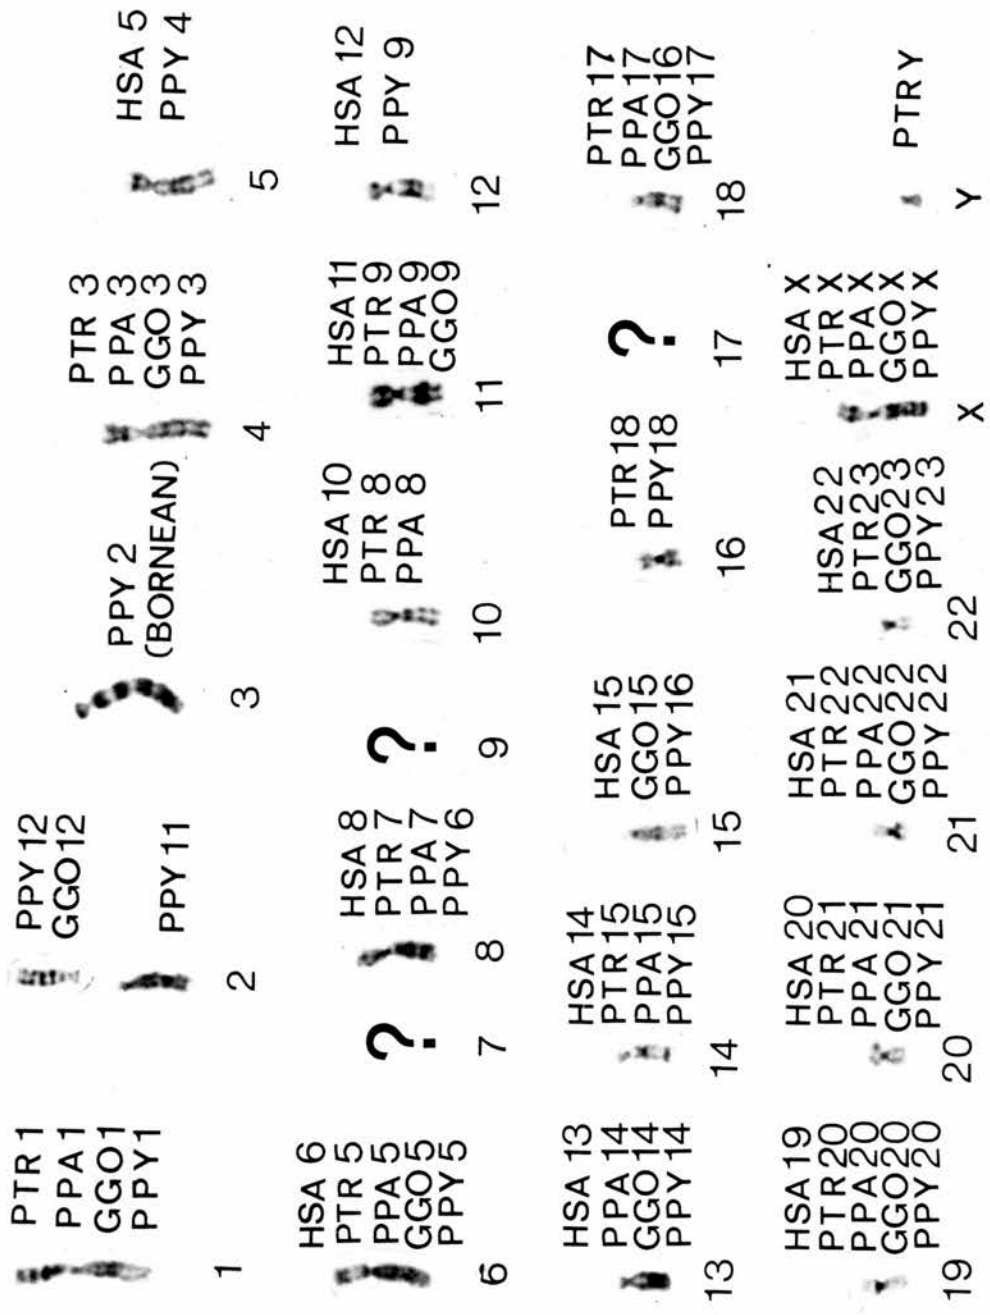 PTR 1
PPA 1
GGO 1
PPY 1
1
PPY 12
GGO 12
PPY 11
2
PPY 2
(BORNEAN)
3
PTR 3
PPA 3
GGO 3
PPY 3
4
HSA 5
PPY 4
5
HSA 6
PTR 5
PPA 5
GGO 5
PPY 5
6
?
7
HSA 8
PTR 7
PPA 7
PPY 6
8
?
9
HSA 10
PTR 8
PPA 8
10
HSA 11
PTR 9
PPA 9
GGO 9
11
HSA 12
PPY 9
12
HSA 13
PPA 14
GGO 14
PPY 14
13
HSA 14
PTR 15
PPA 15
PPY 15
14
HSA 15
GGO 15
PPY 16
15
PTR 18
PPY 18
16
?
17
PTR 17
PPA 17
GGO 16
PPY 17
18
HSA 19
PTR 20
PPA 20
GGO 20
PPY 20
19
HSA 20
PTR 21
PPA 21
GGO 21
PPY 21
20
HSA 21
PTR 22
PPA 22
GGO 22
PPY 22
21
HSA 22
PTR 23
GGO 23
PPY 23
22
HSA X
PTR X
PPA X
GGO X
PPY X
X
PTR Y
Y